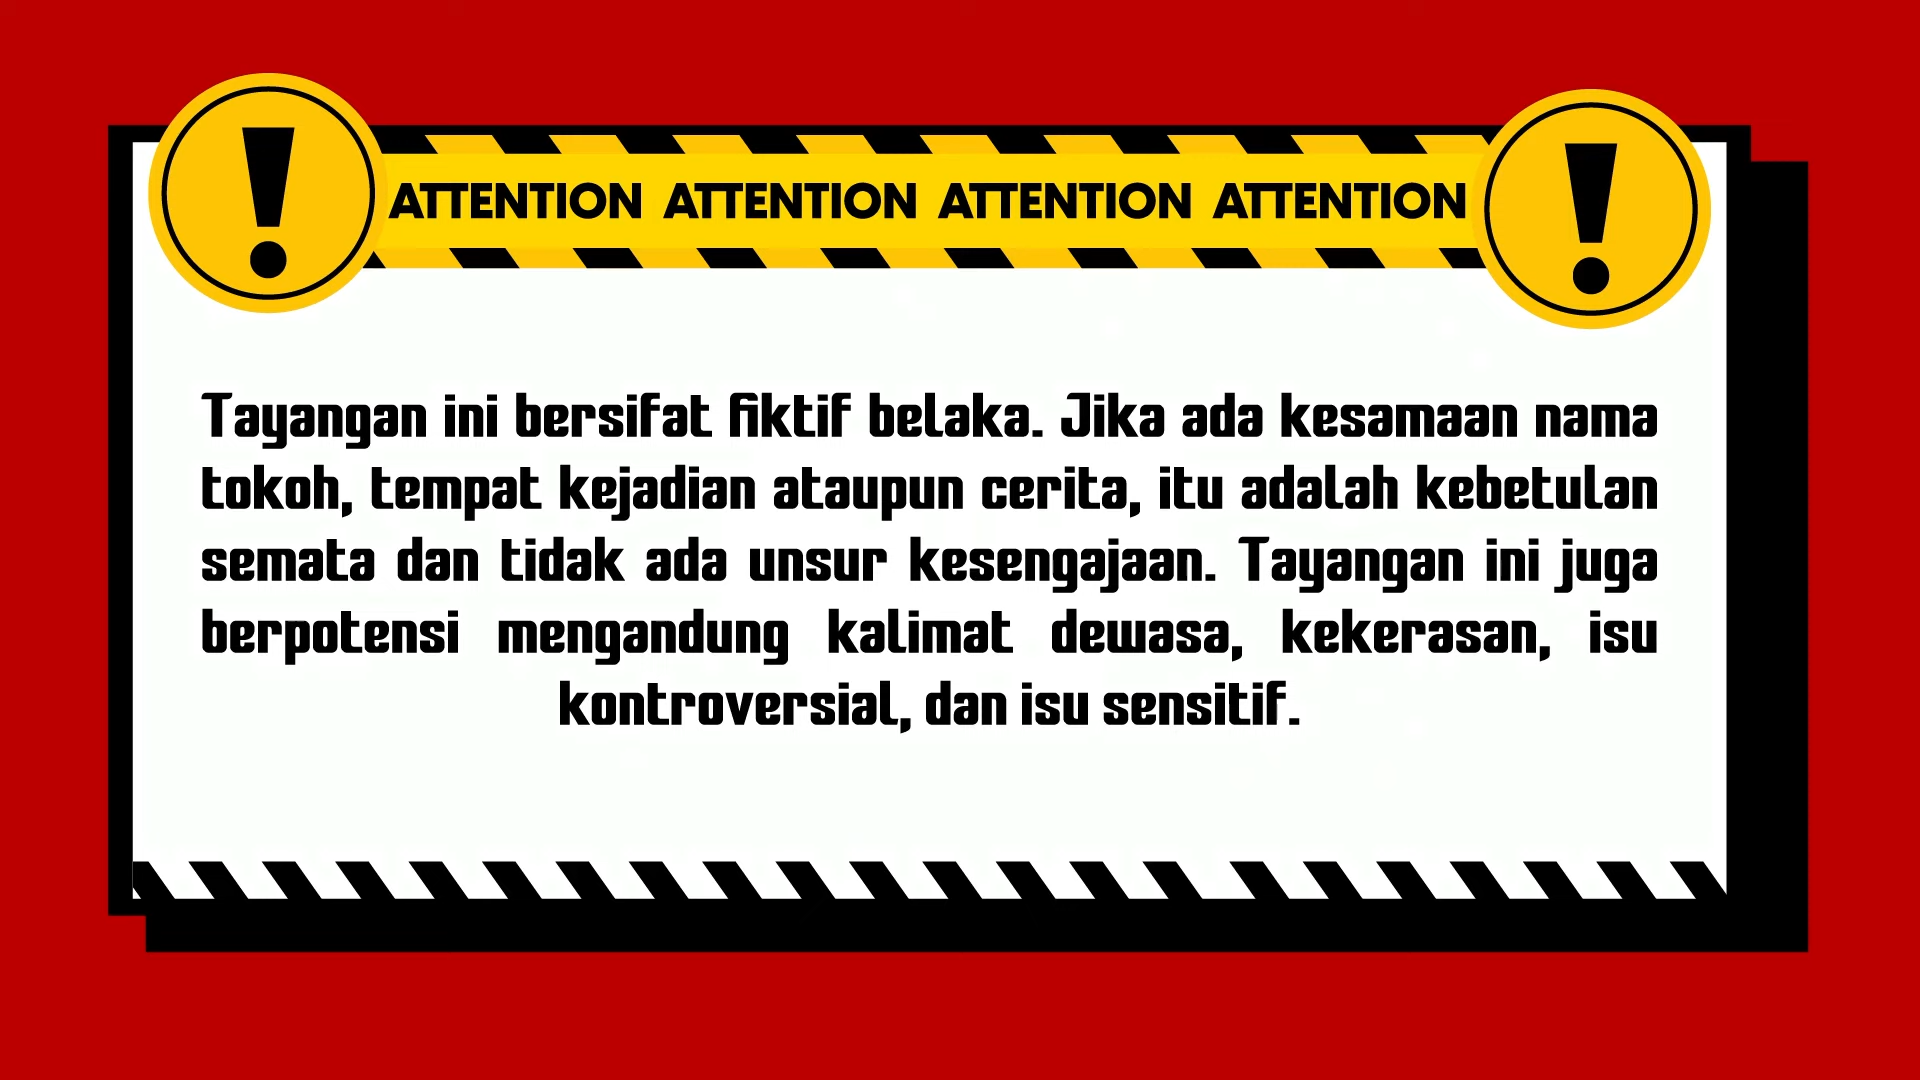 ATTENTION ATTENTION ATTENTION ATTENTION
Tayangan ini bersifat fiktif belaka. Jika ada kesamaan nama
tokoh, tempat kejadian ataupun cerita, itu adalah kebetulan
semata dan tidak ada unsur kesengajaan. Tayangan ini juga
berpotensi mengandung kalimat dewasa, kekerasan, isu
kontroversial, dan isu sensitif.